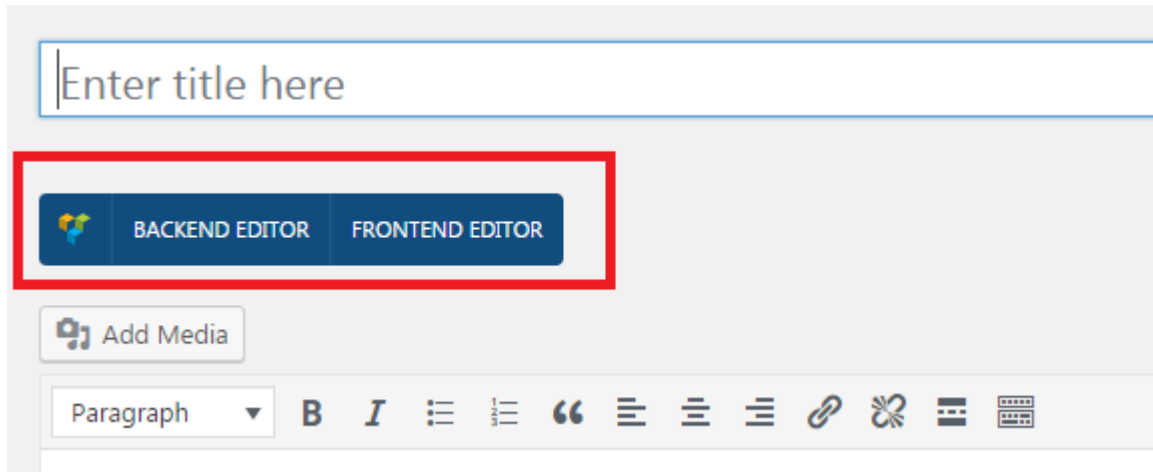 Enter title here
BACKEND EDITOR FRONTEND EDITOR
Add Media
Paragraph B I